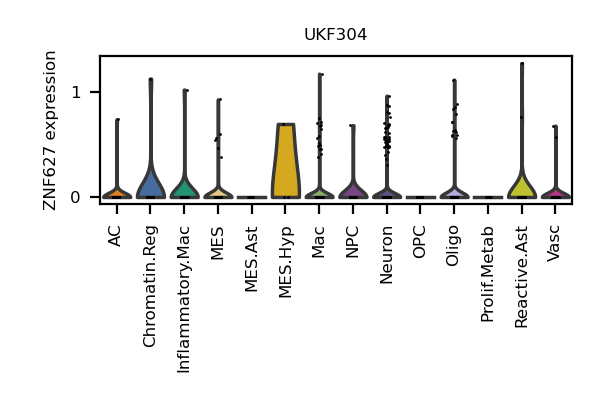 UKF304
ZNF627 expression
1
0
AC
Chromatin.Reg
Inflammatory.Mac
MES
MES.Ast
MES.Hyp
Mac
NPC
Neuron
OPC
Oligo
Prolif.Metab
Reactive.Ast
Vasc